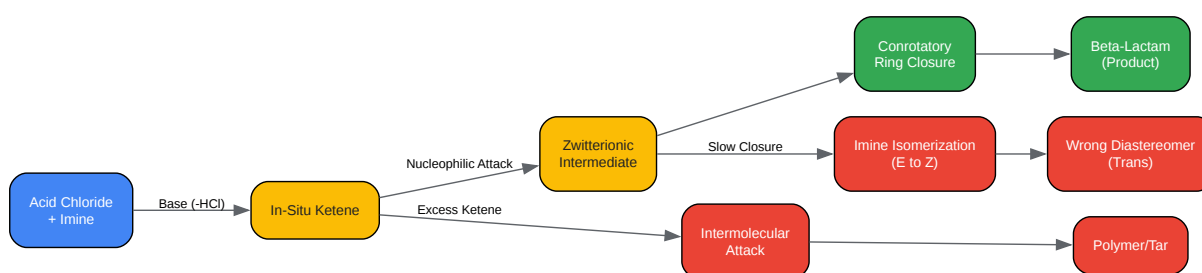 Acid Chloride
+ Imine
Base (-HCl)
In-Situ Ketene
Nucleophilic Attack
Excess Ketene
Zwitterionic
Intermediate
Slow Closure
Conrotatory
Ring Closure
Beta-Lactam
(Product)
Imine Isomerization
(E to Z)
Wrong Diastereomer
(Trans)
Intermolecular
Attack
Polymer/Tar